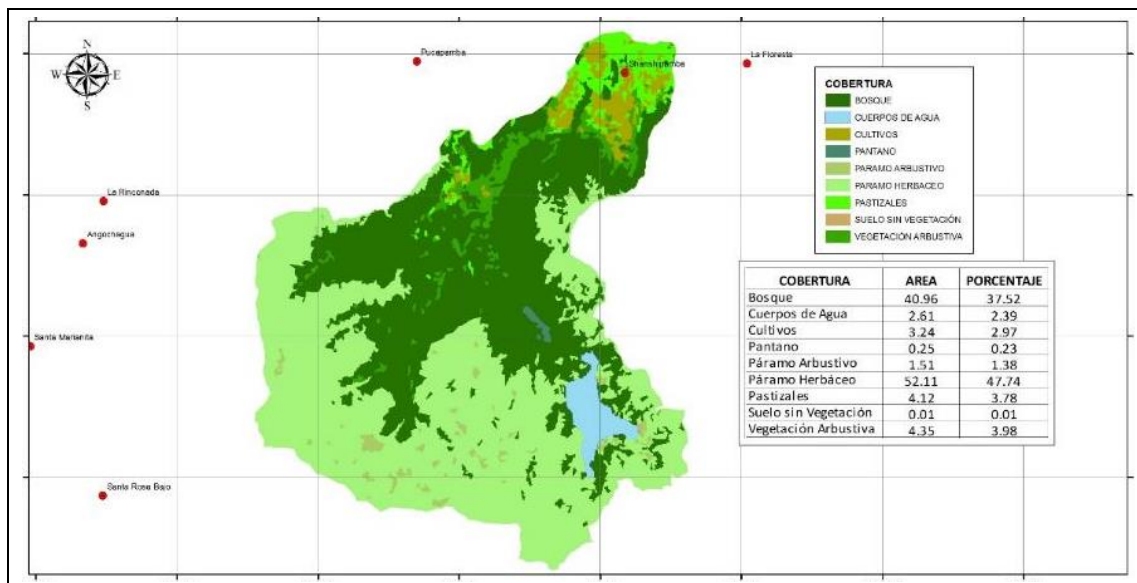 N
W E
S
Pucapamba
La Floresta
Shanshipamba
La Rinconada
Angochagua
Santa Marianita
Santa Rosa Bajo
COBERTURA
BOSQUE
CUERPOS DE AGUA
CULTIVOS
PANTANO
PARAMO ARBUSTIVO
PARAMO HERBACEO
PASTIZALES
SUELO SIN VEGETACIÓN
VEGETACIÓN ARBUSTIVA
COBERTURA AREA PORCENTAJE
Bosque 40.96 37.52
Cuerpos de Agua 2.61 2.39
Cultivos 3.24 2.97
Pantano 0.25 0.23
Páramo Arbustivo 1.51 1.38
Páramo Herbáceo 52.11 47.74
Pastizales 4.12 3.78
Suelo sin Vegetación 0.01 0.01
Vegetación Arbustiva 4.35 3.98